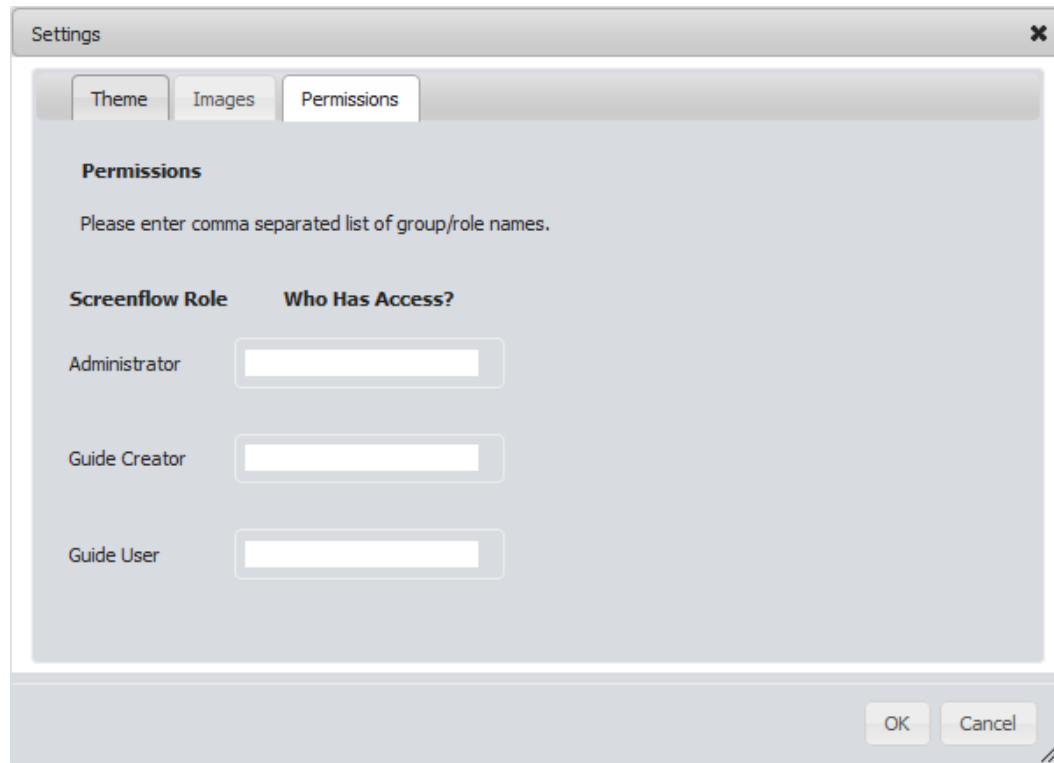 Settings
Theme Images Permissions
Permissions
Please enter comma separated list of group/role names.
Screenflow Role Who Has Access?
Administrator
Guide Creator
Guide User
OK Cancel